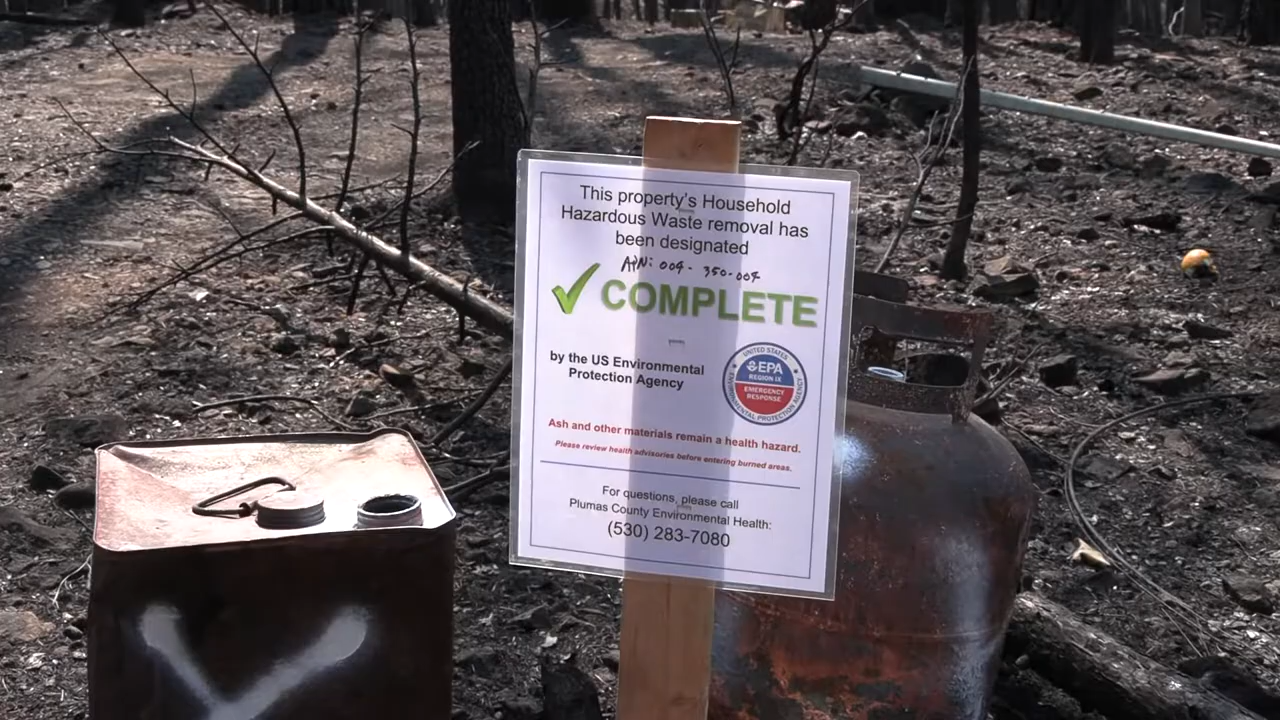 This property's Household
Hazardous Waste removal has
been designated
APN: 009- 350-004
COMPLETE
by the US Environmental
Protection Agency
UNITED STATES
EPA
REGION IX
EMERGENCY
RESPONSE
ENVIRONMENTAL PROTECTION AGENCY
Ash and other materials remain a health hazard.
Please review health advisories before entering burned areas.
For questions, please call
Plumas County Environmental Health:
(530) 283-7080